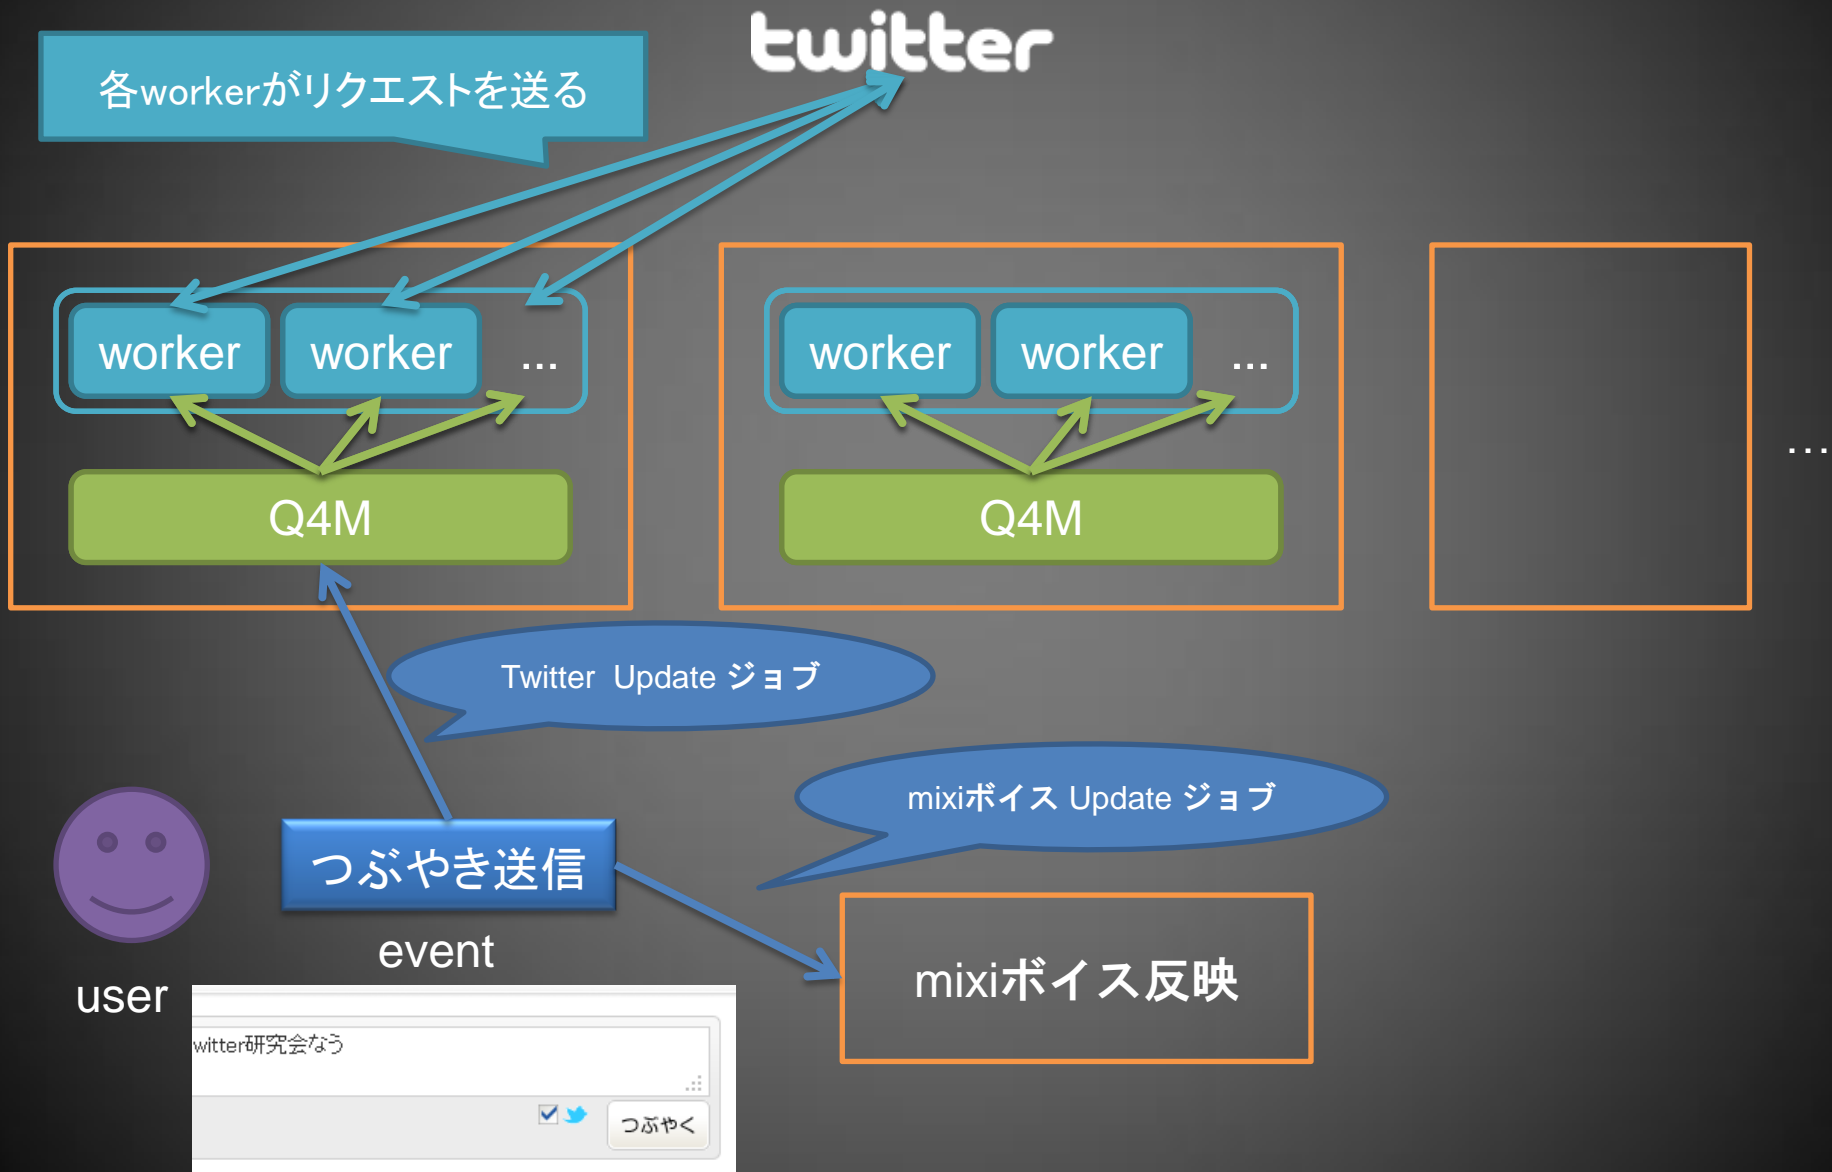 twitter
各workerがリクエストを送る
worker
worker
...
worker
worker
...
Q4M
Q4M
...
Twitter Update ジョブ
mixiボイス Update ジョブ
つぶやき送信
event
user
mixiボイス反映
witter研究会なう
つぶやく